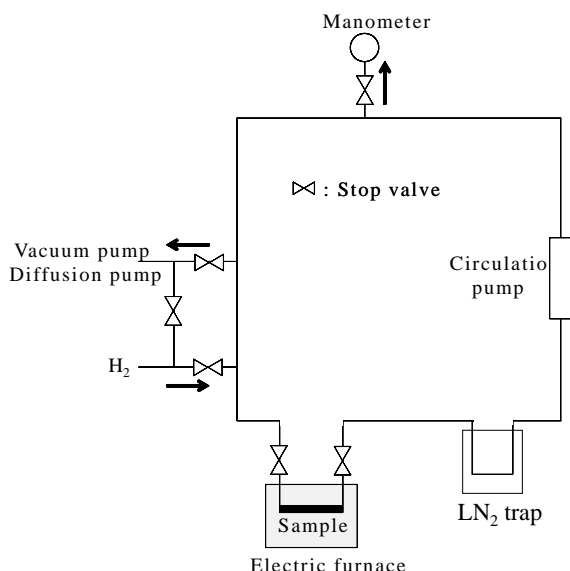 Manometer
: Stop valve
Vacuum pump
Diffusion pump
Circulatio
pump
H₂
Sample
LN₂ trap
Electric furnace